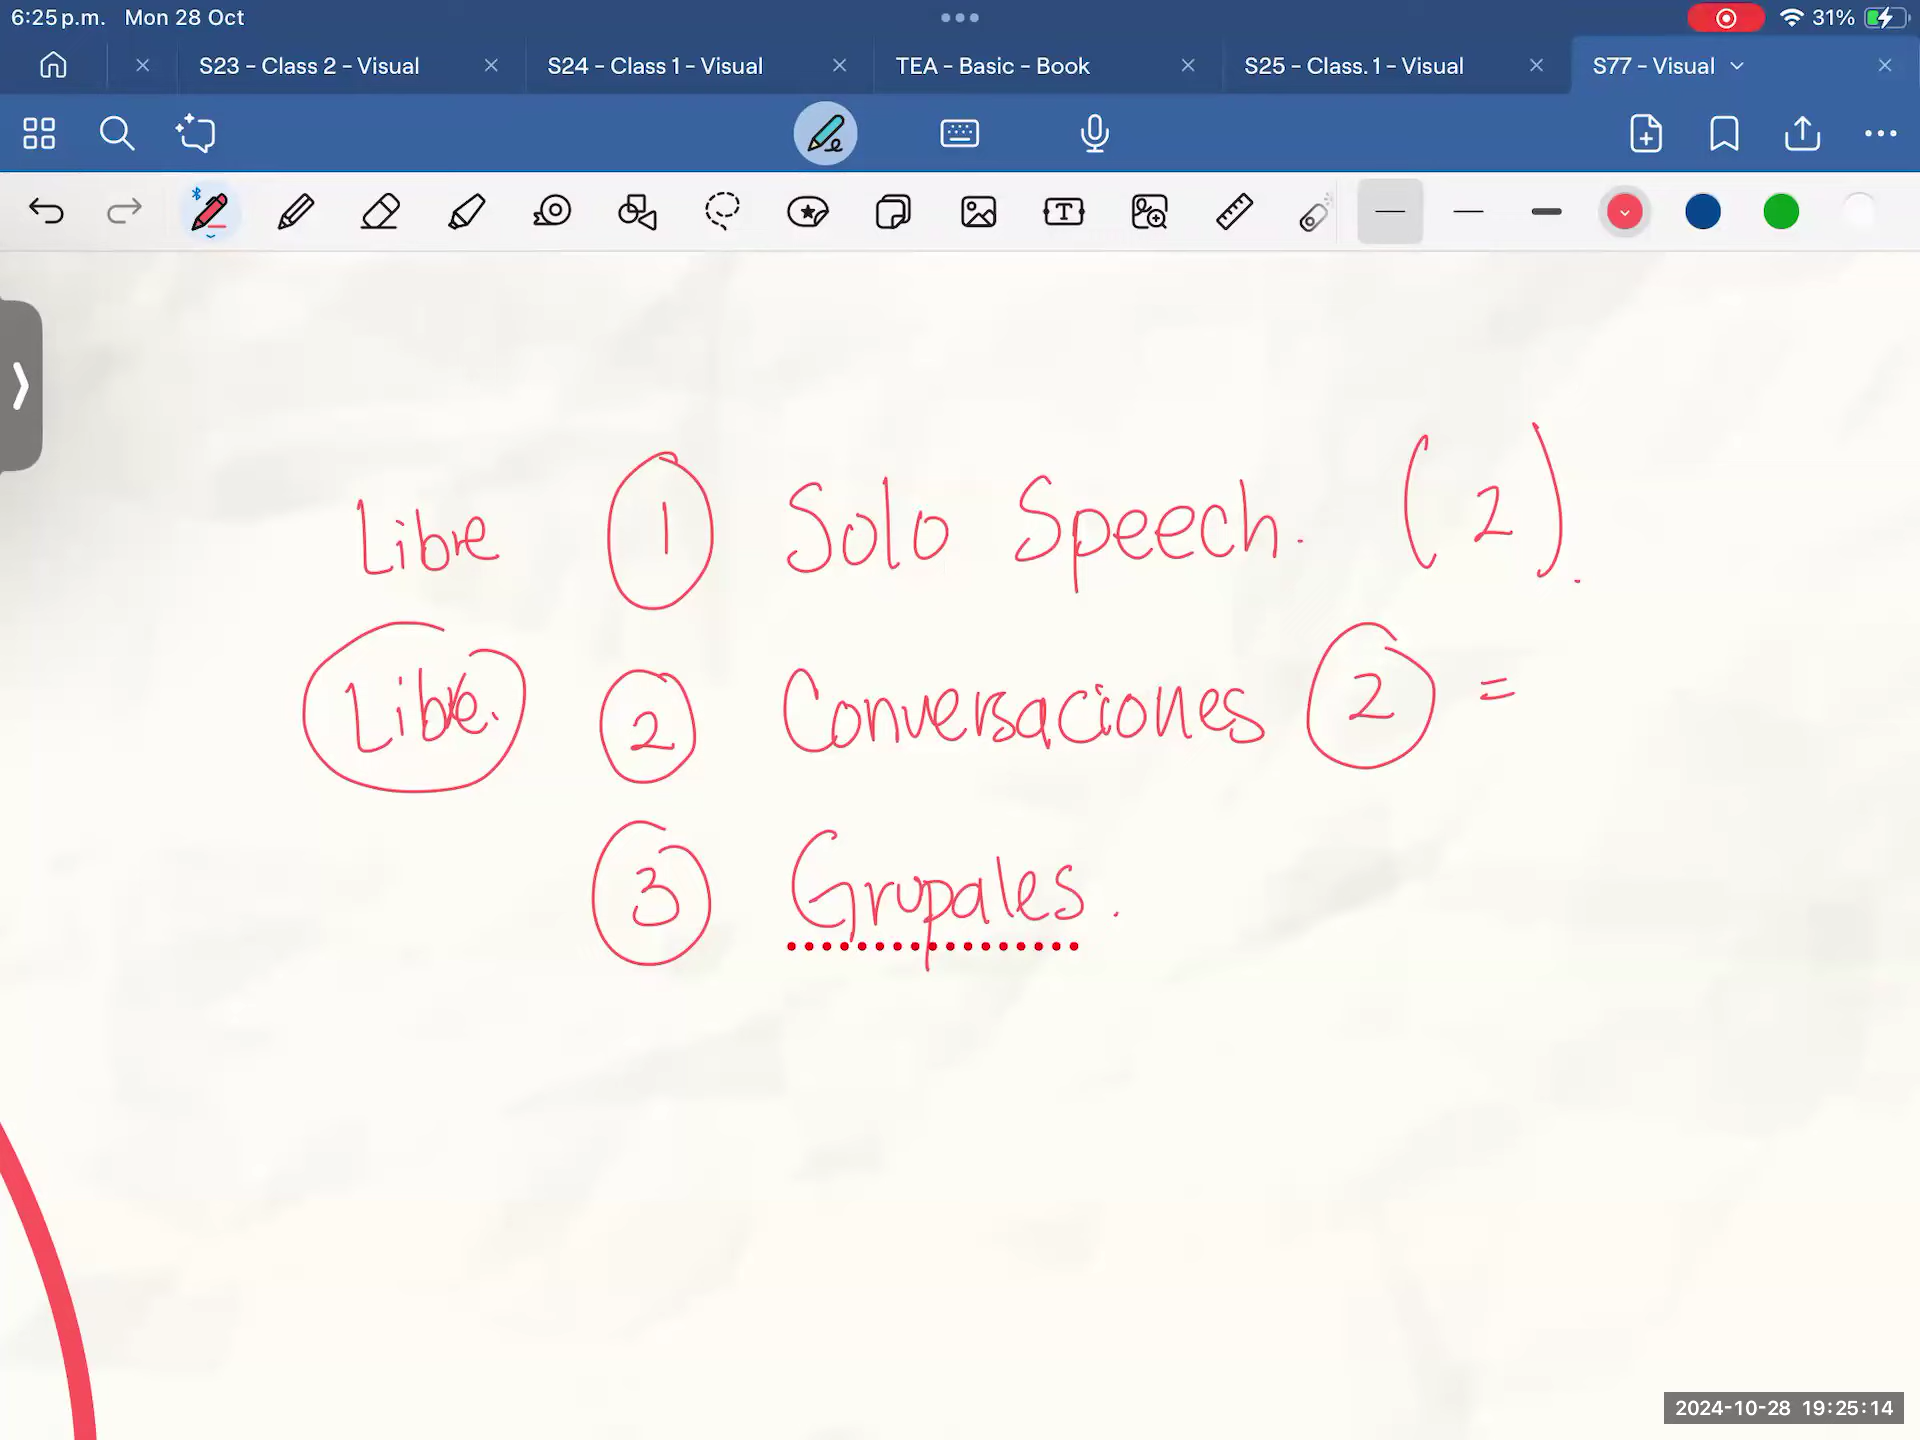 6:25 p.m. Mon 28 Oct 31%
S23 - Class 2 - Visual S24 - Class 1 - Visual TEA - Basic - Book S25 - Class. 1 - Visual S77 - Visual
Libre 1 Solo Speech. (2).
Libre. 2 Conversaciones 2 =
3 Grupales.
2024-10-28 19:25:14